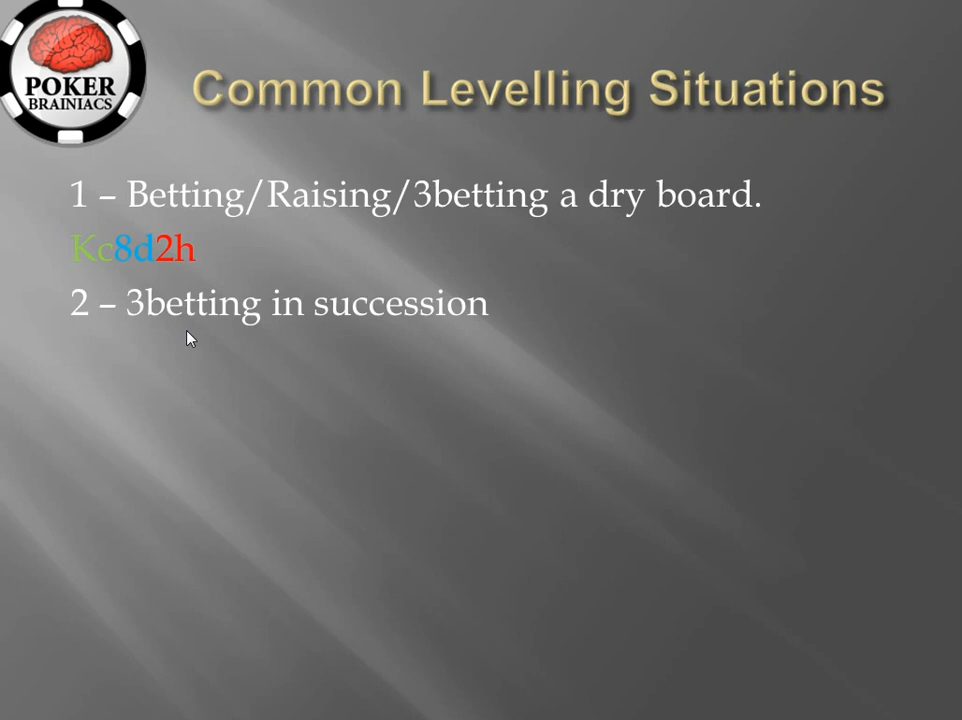 POKER
BRAINIACS
Common Levelling Situations
1 – Betting/Raising/3betting a dry board.
Kc8d2h
2 – 3betting in succession